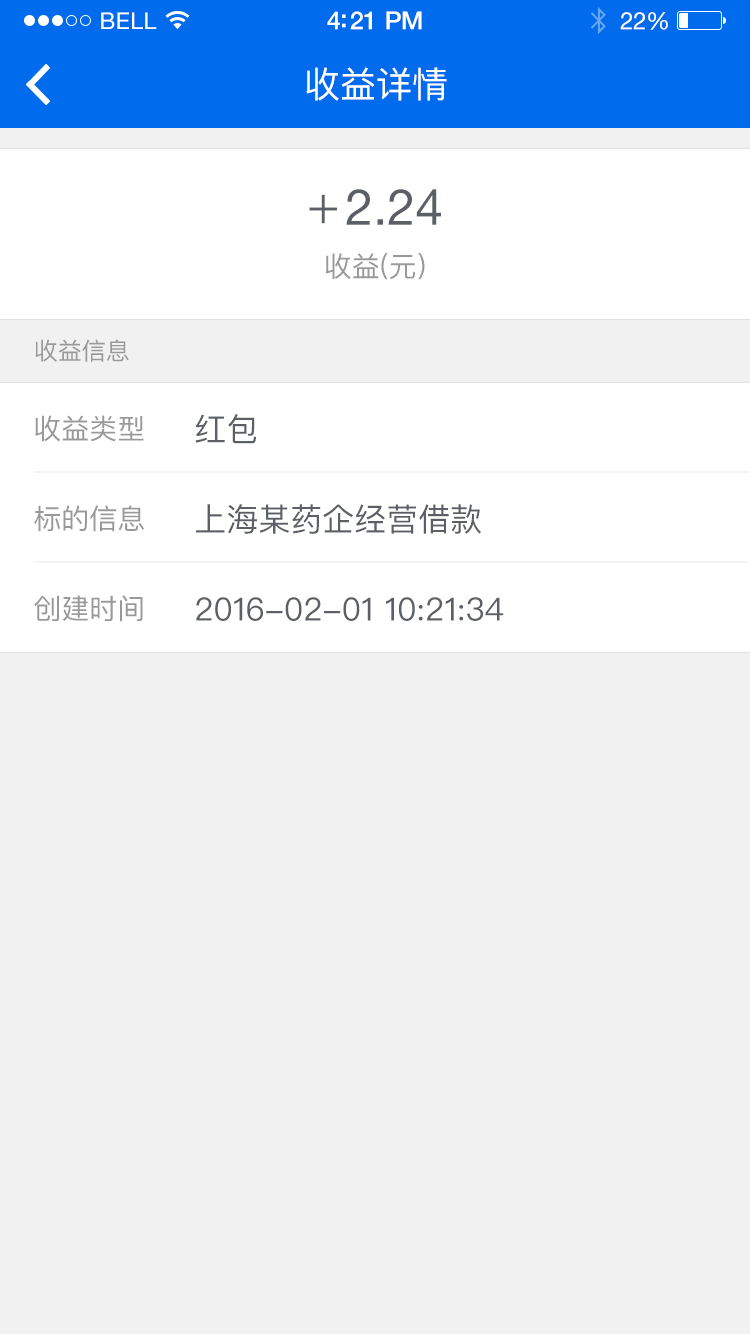 BELL 4:21 PM 22%
收益详情
+2.24
收益(元)
收益信息
收益类型 红包
标的信息 上海某药企经营借款
创建时间 2016-02-01 10:21:34